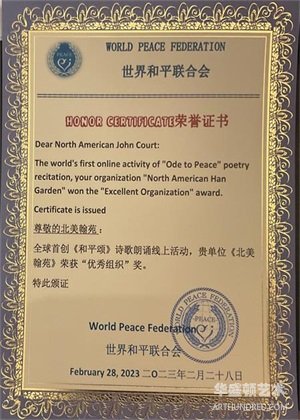 WORLD PEACE FEDERATION
世界和平联合会
PEACE
HONOR CERTIFICATE荣誉证书
Dear North American John Court:
The world's first online activity of "Ode to Peace" poetry
recitation, your organization "North American Han
Garden" won the "Excellent Organization" award.
Certificate is issued
尊敬的北美翰苑：
全球首创《和平颂》诗歌朗诵线上活动，贵单位《北美
翰苑》荣获“优秀组织”奖。
特此颁证
World Peace Federation
世界和平联合会
WORLD PEACE FEDERATION
PEACE
February 28, 2023 二〇二三年二月二十八日
华盛顿艺术
ARTHUNDRED.COM